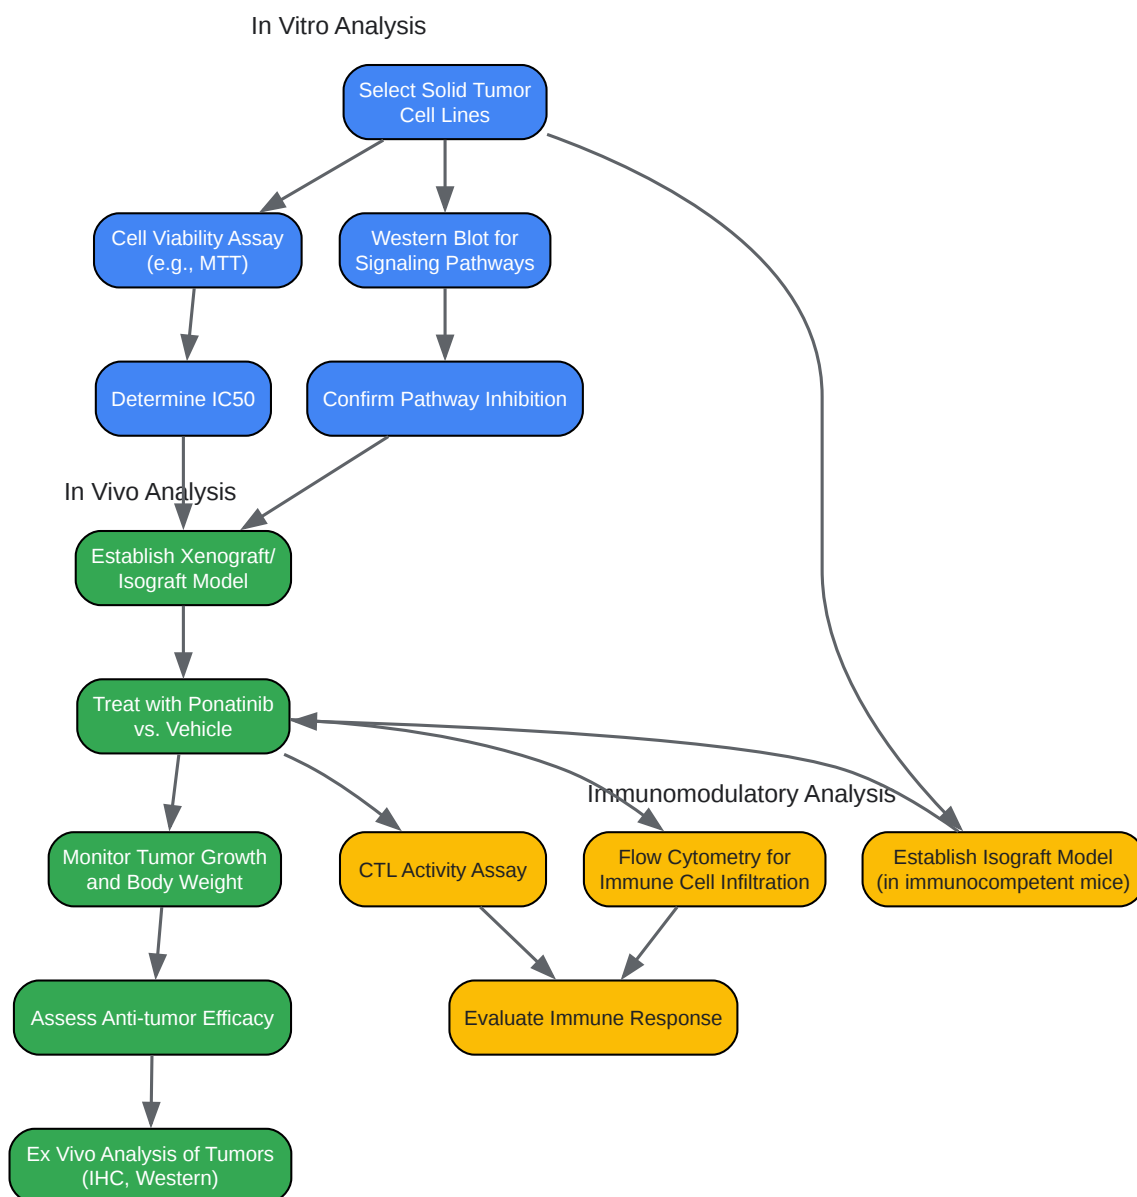 In Vitro Analysis
Select Solid Tumor
Cell Lines
Cell Viability Assay
(e.g., MTT)
Western Blot for
Signaling Pathways
Determine IC50
Confirm Pathway Inhibition
In Vivo Analysis
Establish Xenograft/
Isograft Model
Treat with Ponatinib
vs. Vehicle
Immunomodulatory Analysis
Monitor Tumor Growth
and Body Weight
CTL Activity Assay
Flow Cytometry for
Immune Cell Infiltration
Establish Isograft Model
(in immunocompetent mice)
Assess Anti-tumor Efficacy
Evaluate Immune Response
Ex Vivo Analysis of Tumors
(IHC, Western)